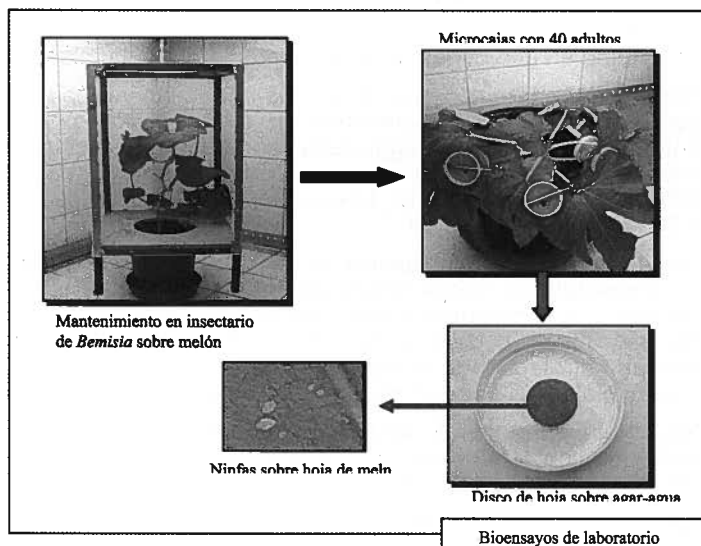 Microcajas con 40 adultos
Mantenimiento en insectario
de Bemisia sobre melón
Ninfas sobre hoja de meln
Disco de hoja sobre agar-agua
Bioensayos de laboratorio